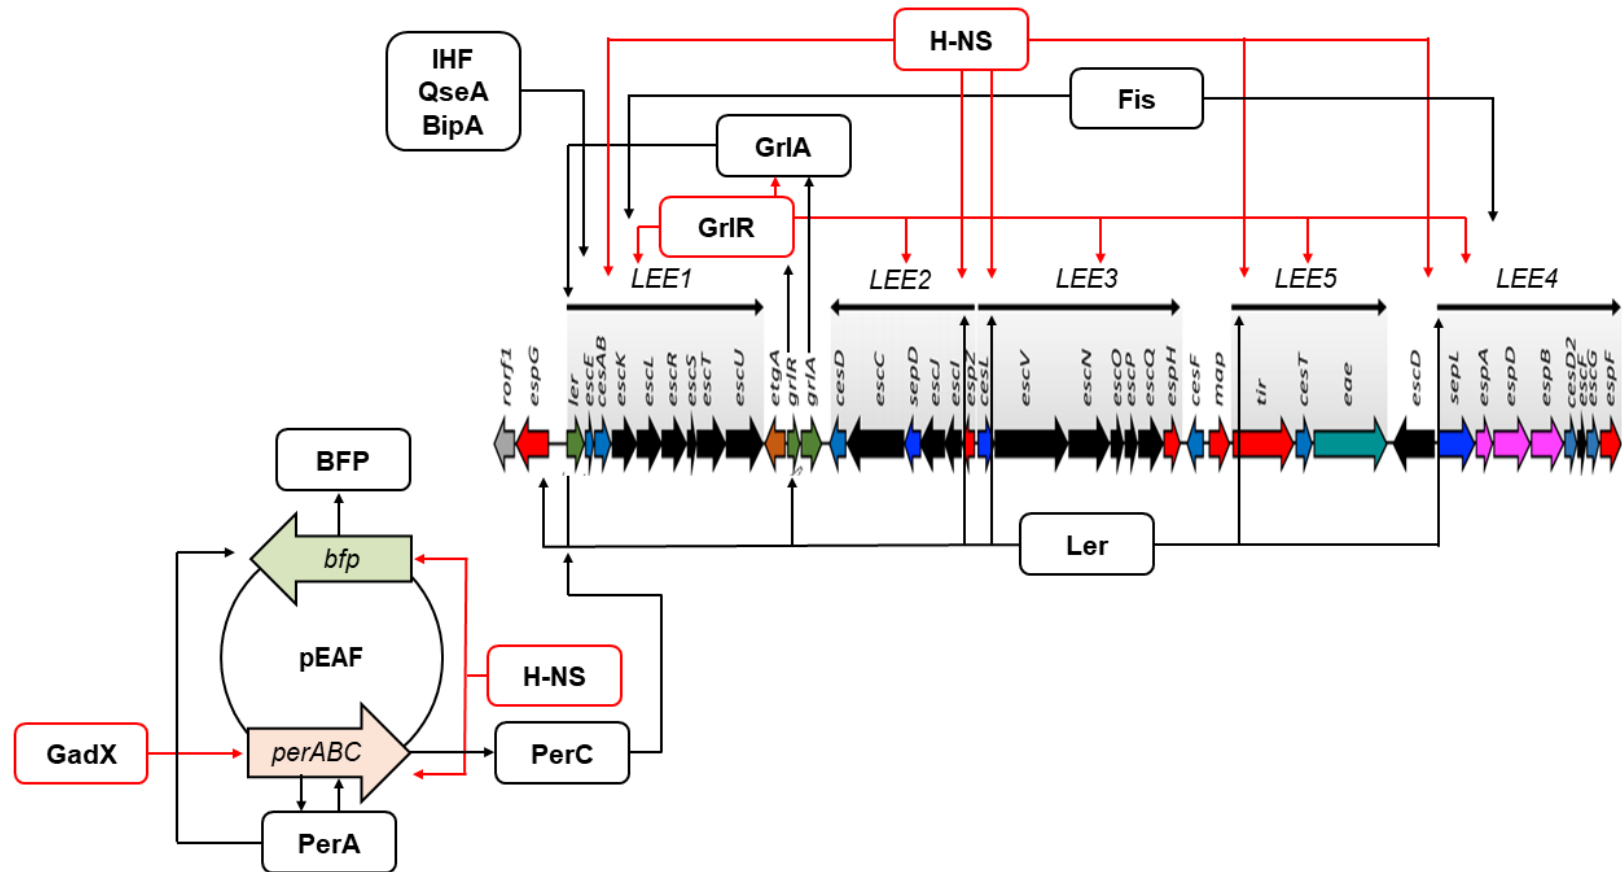 H-NS
IHF
QseA
BipA
Fis
GrlA
GrlR
LEE1
LEE2
LEE3
LEE5
LEE4
rorf1
espG
ler
escE
cesAB
escK
escL
escR
escS
escT
escU
etgA
grlR
grlA
cesD
escC
sepD
escJ
escI
espZ
cesL
escV
escN
escO
escP
escQ
espH
cesF
map
tir
cesT
eae
escD
sepL
espA
espD
espB
cesD2
escF
escG
espF
BFP
bfp
Ler
pEAF
H-NS
GadX
perABC
PerC
PerA